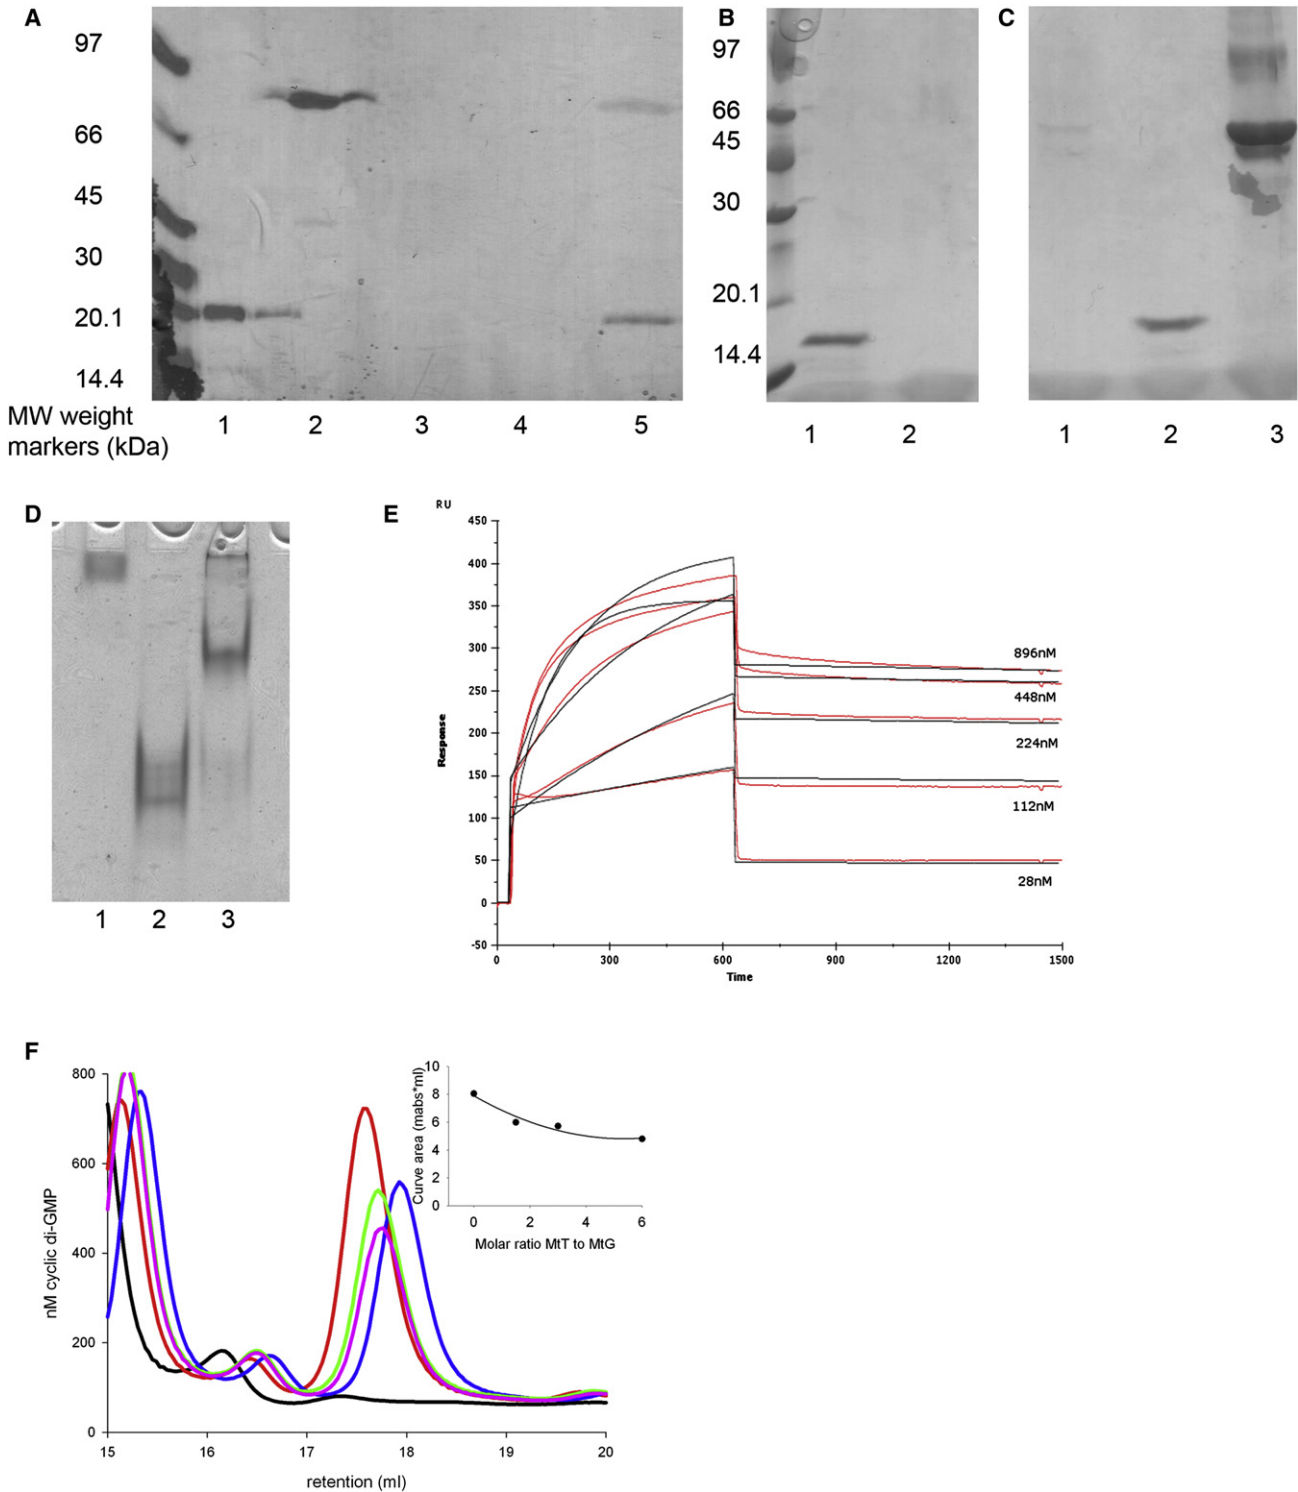 A
97
66
45
30
20.1
14.4
MW weight
markers (kDa)
1 2 3 4 5
B
97
66
45
30
20.1
14.4
1 2
C
1 2 3
D
1 2 3
E
RU
450
400
350
300
250
200
150
100
50
0
-50
Response
0 300 600 900 1200 1500
Time
896nM
448nM
224nM
112nM
28nM
F
800
600
400
200
0
nM cyclic di-GMP
15 16 17 18 19 20
retention (ml)
10
8
6
4
2
0
Curve area (mabs*ml)
0 2 4 6
Molar ratio MtT to MtG